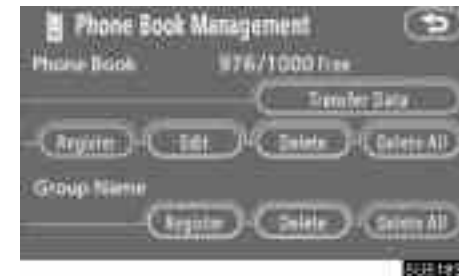 Phone Book Management
Phone Book 976/1000 Free
Transfer Data
Register Edit Delete Delete All
Group Name
Register Delete Delete All